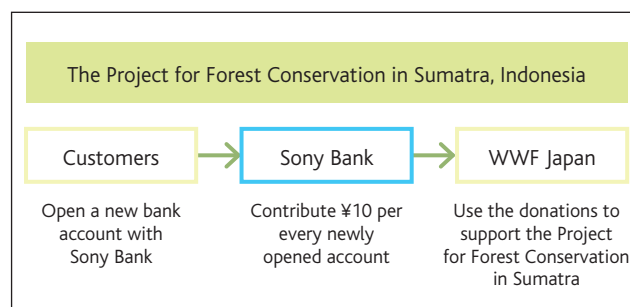 The Project for Forest Conservation in Sumatra, Indonesia
Customers
Sony Bank
WWF Japan
Open a new bank
account with
Sony Bank
Contribute ¥10 per
every newly
opened account
Use the donations to
support the Project
for Forest Conservation
in Sumatra